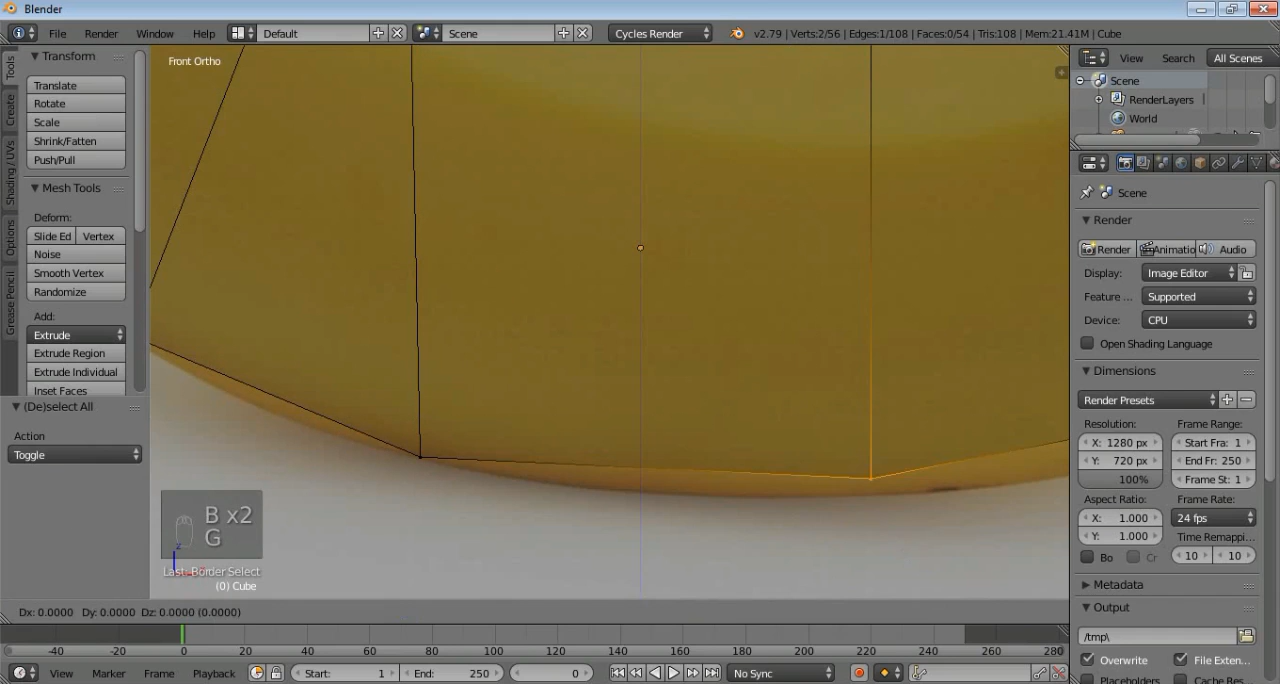 Blender
File Render Window Help Default Scene Cycles Render v2.79 | Verts:2/56 | Edges:1/108 | Faces:0/54 | Tris:108 | Mem:21.41M | Cube
Tools
Create
Shading / UVs
Options
Grease Pencil
Transform
Translate
Rotate
Scale
Shrink/Fatten
Push/Pull
Mesh Tools
Deform:
Slide Ed Vertex
Noise
Smooth Vertex
Randomize
Add:
Extrude
Extrude Region
Extrude Individual
Inset Faces
(De)select All
Action
Toggle
Front Ortho
B x2
G
Last: Border Select
(0) Cube
Dx: 0.0000 Dy: 0.0000 Dz: 0.0000 (0.0000)
View Search All Scenes
Scene
RenderLayers
World
Scene
Render
Render Animatio Audio
Display: Image Editor
Feature ... Supported
Device: CPU
Open Shading Language
Dimensions
Render Presets
Resolution: Frame Range:
X: 1280 px Start Fra: 1
Y: 720 px End Fr: 250
100% Frame St: 1
Aspect Ratio: Frame Rate:
X: 1.000 24 fps
Y: 1.000 Time Remappi...
Bo Cr 10 10
Metadata
Output
/tmp\
Overwrite File Exten...
Placeholders Cache Res...
-40 -20 0 20 40 60 80 100 120 140 160 180 200 220 240 260 280
View Marker Frame Playback Start: 1 End: 250 0 No Sync